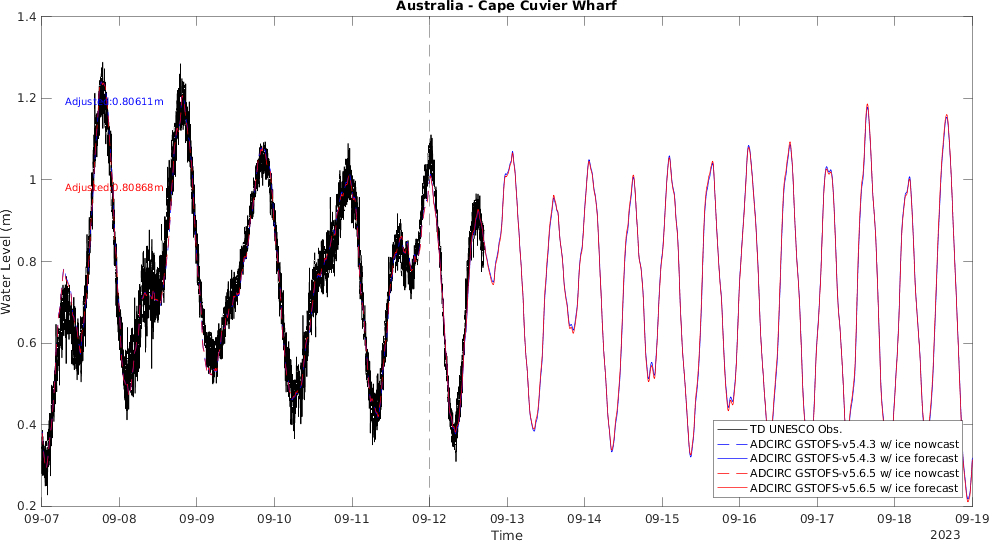 Australia - Cape Cuvier Wharf
1.4
1.2
1
0.8
0.6
0.4
0.2
Water Level (m)
Adjusted:0.80611m
Adjusted:0.80868m
TD UNESCO Obs.
ADCIRC GSTOFS-v5.4.3 w/ ice nowcast
ADCIRC GSTOFS-v5.4.3 w/ ice forecast
ADCIRC GSTOFS-v5.6.5 w/ ice nowcast
ADCIRC GSTOFS-v5.6.5 w/ ice forecast
09-07 09-08 09-09 09-10 09-11 09-12 09-13 09-14 09-15 09-16 09-17 09-18 09-19
Time
2023